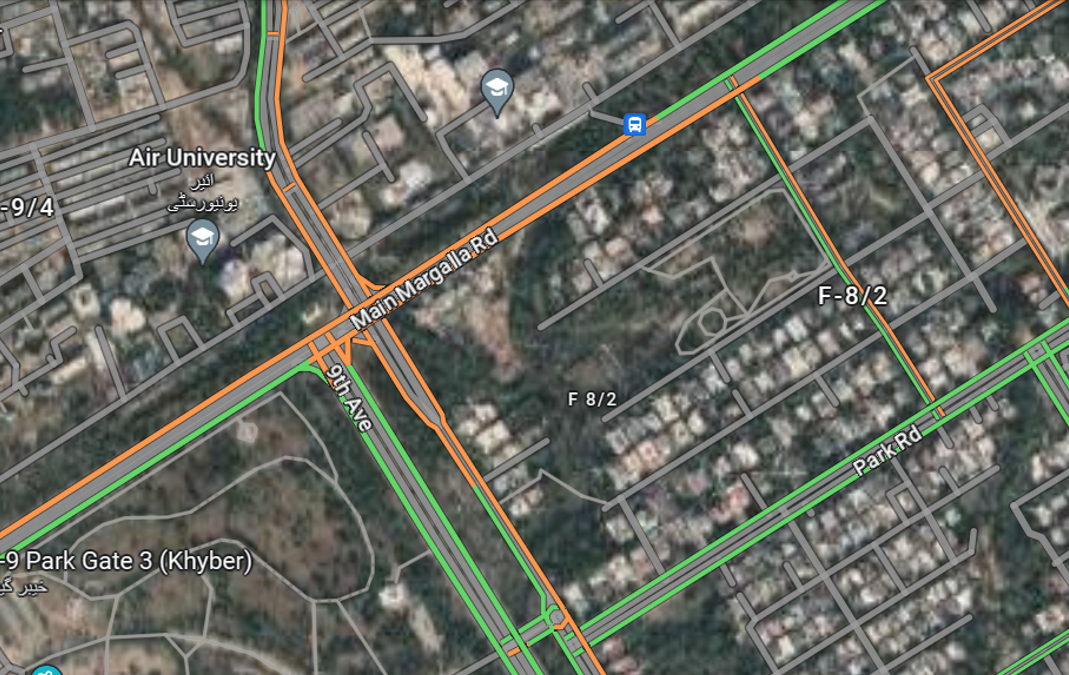 Air University
ائیر
یونیورسٹی
-9/4
Main Margalla Rd
9th Ave
F-8/2
F 8/2
Park Rd
-9 Park Gate 3 (Khyber)